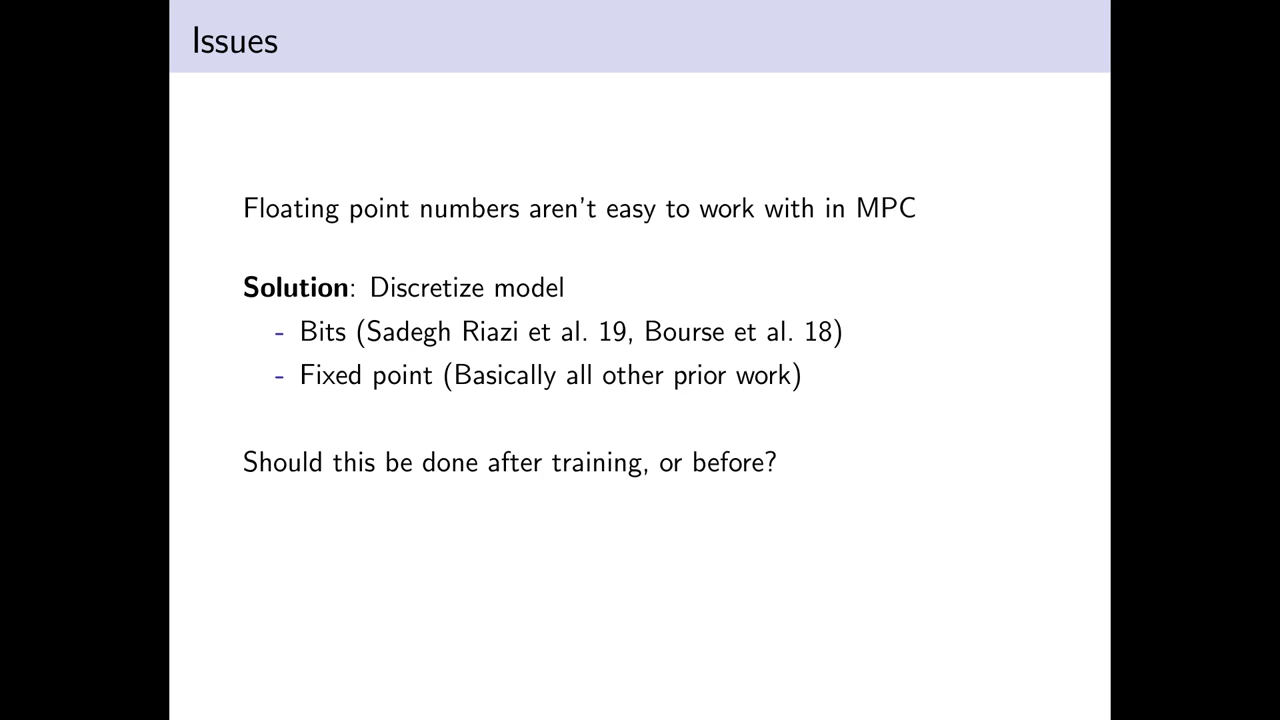 Issues
Floating point numbers aren't easy to work with in MPC
Solution: Discretize model
- Bits (Sadegh Riazi et al. 19, Bourse et al. 18)
- Fixed point (Basically all other prior work)
Should this be done after training, or before?